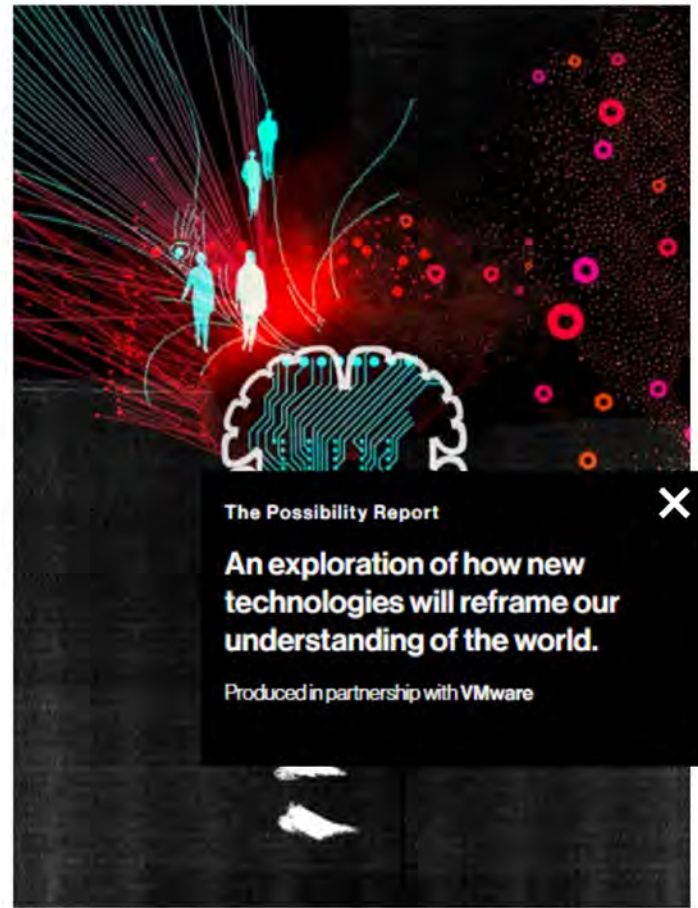 The Possibility Report
An exploration of how new
technologies will reframe our
understanding of the world.
Produced in partnership with VMware